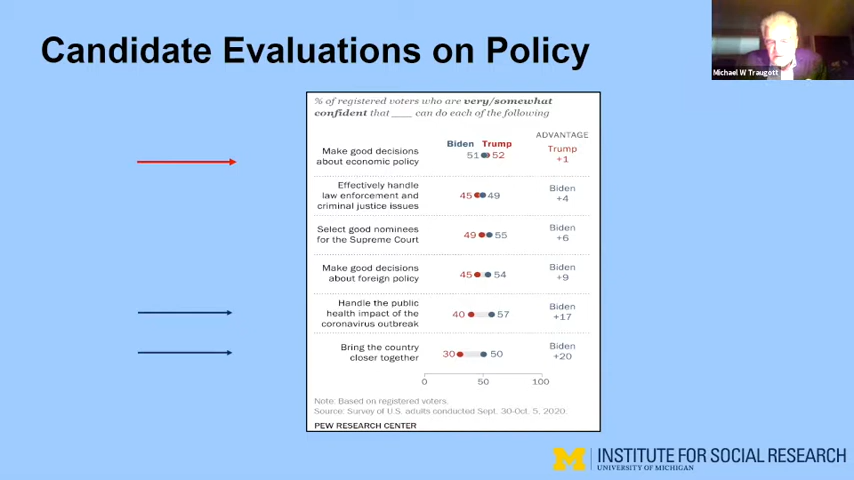 Candidate Evaluations on Policy
Michael W Traugott
% of registered voters who are very/somewhat
confident that ____ can do each of the following
ADVANTAGE
Biden Trump
Make good decisions
about economic policy
51 52
Trump
+1
Effectively handle
law enforcement and
criminal justice issues
45 49
Biden
+4
Select good nominees
for the Supreme Court
49 55
Biden
+6
Make good decisions
about foreign policy
45 54
Biden
+9
Handle the public
health impact of the
coronavirus outbreak
40 57
Biden
+17
Bring the country
closer together
30 50
Biden
+20
0 50 100
Note: Based on registered voters.
Source: Survey of U.S. adults conducted Sept. 30-Oct. 5, 2020.
PEW RESEARCH CENTER
M INSTITUTE FOR SOCIAL RESEARCH
UNIVERSITY OF MICHIGAN